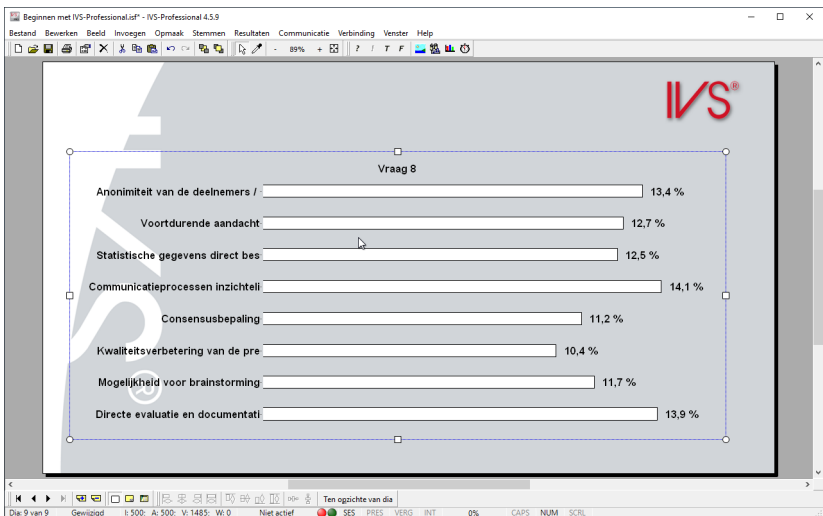 Beginnen met IVS-Professional.isf* - IVS-Professional 4.5.9
Bestand Bewerken Beeld Invoegen Opmaak Stemmen Resultaten Communicatie Verbinding Venster Help
- 89% + ? ! T F
IVS®
IVS®
Vraag 8
Anonimiteit van de deelnemers / 13,4 %
Voortdurende aandacht 12,7 %
Statistische gegevens direct bes 12,5 %
Communicatieprocessen inzichteli 14,1 %
Consensusbepaling 11,2 %
Kwaliteitsverbetering van de pre 10,4 %
Mogelijkheid voor brainstorming 11,7 %
Directe evaluatie en documentati 13,9 %
Ten opzichte van dia
Dia: 9 van 9 Gewijzigd I: 500; A: 500; V: 1485; W: 0 Niet actief SES PRES VERG INT 0% CAPS NUM SCRL